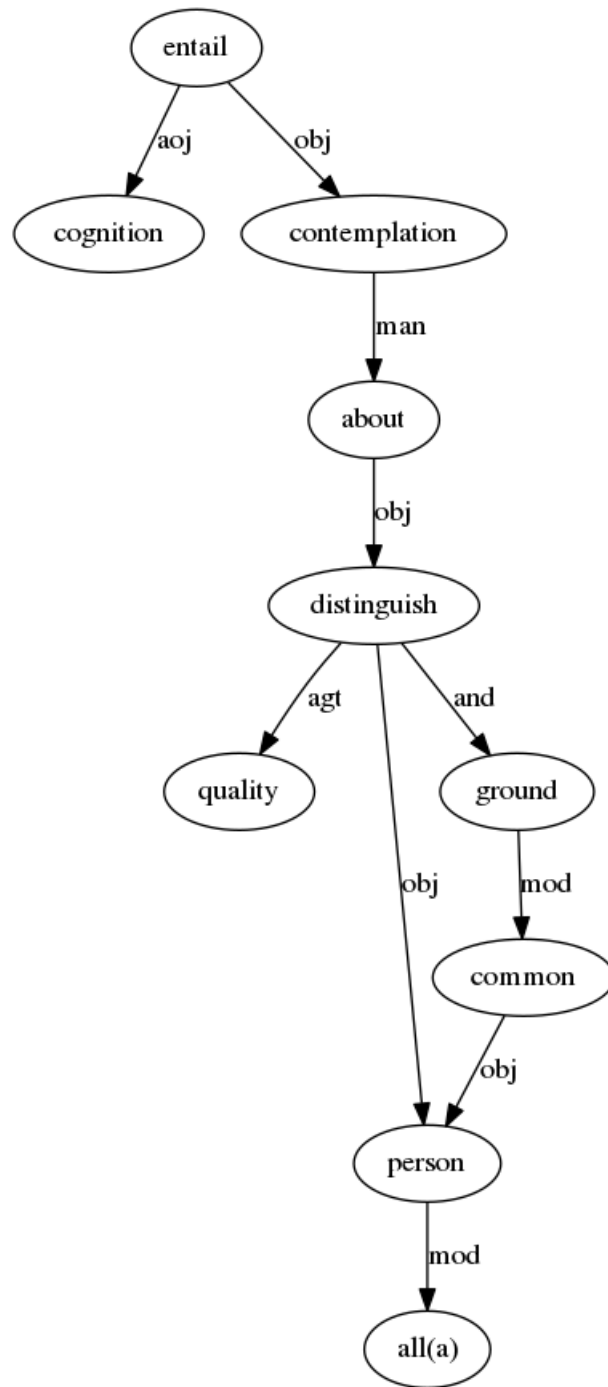 entail
aoj
obj
cognition
contemplation
man
about
obj
distinguish
agt
and
quality
ground
obj
mod
common
obj
person
mod
all(a)